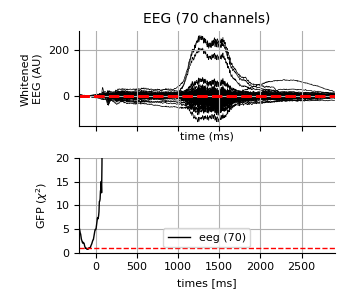 EEG (70 channels)
Whitened
EEG (AU)
200
0
time (ms)
GFP (χ²)
20
15
10
5
0
eeg (70)
0 500 1000 1500 2000 2500
times [ms]